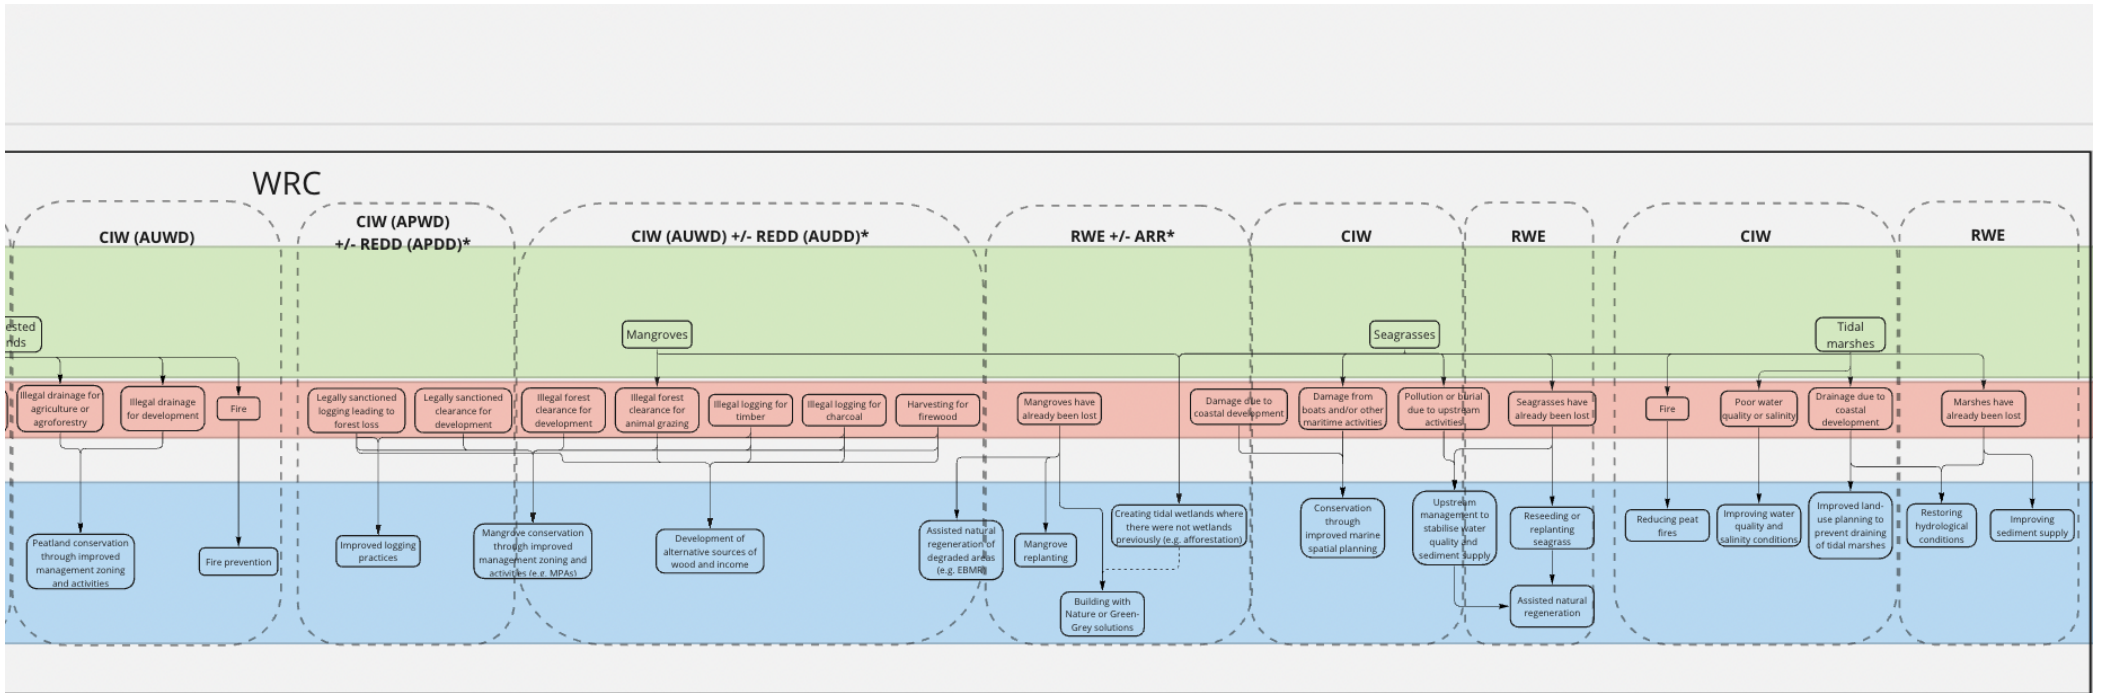 WRC
CIW (AUWD)
CIW (APWD)
+/- REDD (APDD)*
CIW (AUWD) +/- REDD (AUDD)*
RWE +/- ARR*
CIW
RWE
CIW
RWE
ested
nds
Mangroves
Seagrasses
Tidal
marshes
Illegal drainage for
agriculture or
agroforestry
Illegal drainage
for development
Fire
Legally sanctioned
logging leading to
forest loss
Legally sanctioned
clearance for
development
Illegal forest
clearance for
development
Illegal forest
clearance for
animal grazing
Illegal logging for
timber
Illegal logging for
charcoal
Harvesting for
firewood
Mangroves have
already been lost
Damage due to
coastal development
Damage from
boats and/or other
maritime activities
Pollution or burial
due to upstream
activities
Seagrasses have
already been lost
Fire
Poor water
quality or salinity
Drainage due to
coastal
development
Marshes have
already been lost
Peatland conservation
through improved
management zoning
and activities
Fire prevention
Improved logging
practices
Mangrove conservation
through improved
management zoning and
activities (e.g. MPAs)
Development of
alternative sources of
wood and income
Assisted natural
regeneration of
degraded areas
(e.g. EBMR)
Mangrove
replanting
Creating tidal wetlands where
there were not wetlands
previously (e.g. afforestation)
Building with
Nature or Green-
Grey solutions
Conservation
through
improved marine
spatial planning
Upstream
management to
stabilise water
quality and
sediment supply
Reseeding or
replanting
seagrass
Assisted natural
regeneration
Reducing peat
fires
Improving water
quality and
salinity conditions
Improved land-
use planning to
prevent draining
of tidal marshes
Restoring
hydrological
conditions
Improving
sediment supply